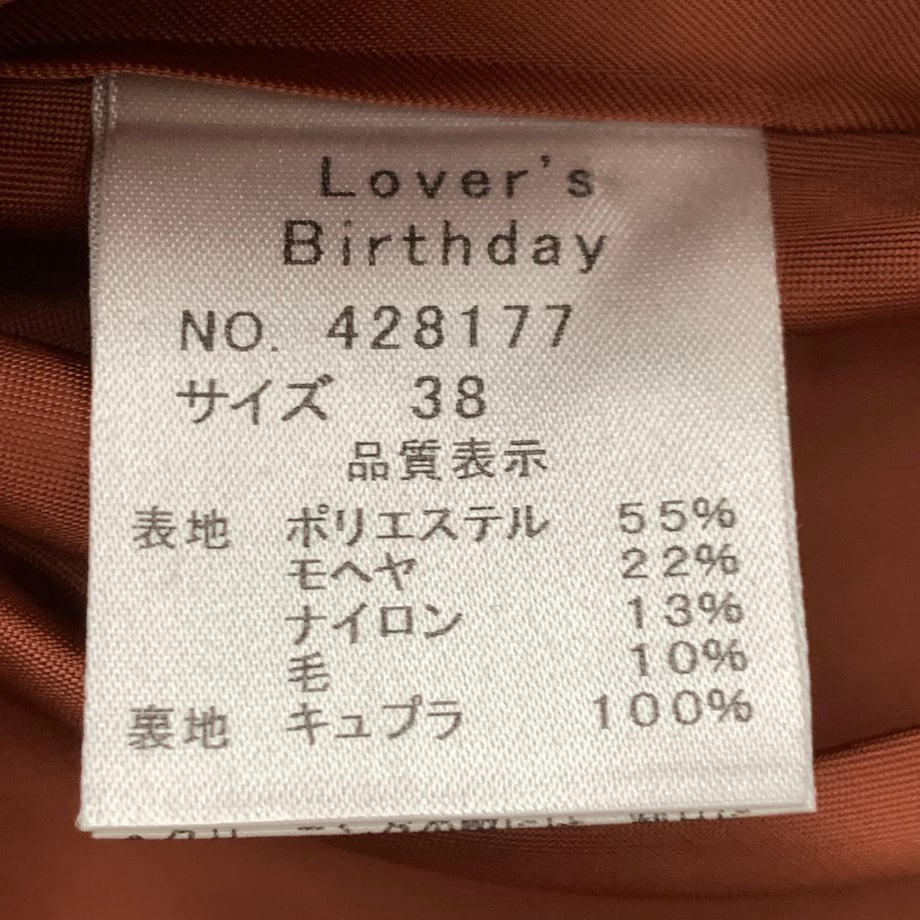 Lover's
Birthday
NO. 428177
サイズ 38
品質表示
表地 ポリエステル 55%
モヘヤ 22%
ナイロン 13%
毛 10%
裏地 キュプラ 100%